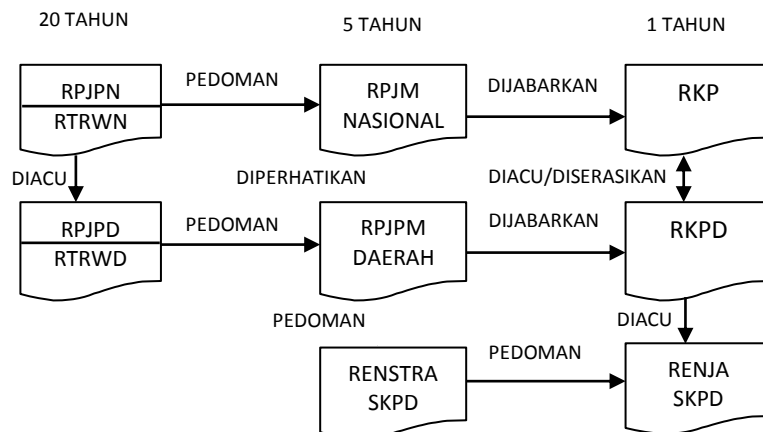 20 TAHUN
5 TAHUN
1 TAHUN
RPJPN
RTRWN
PEDOMAN
RPJM
NASIONAL
DIJABARKAN
RKP
DIACU
DIPERHATIKAN
DIACU/DISERASIKAN
RPJPD
RTRWD
PEDOMAN
RPJPM
DAERAH
DIJABARKAN
RKPD
PEDOMAN
DIACU
RENSTRA
SKPD
PEDOMAN
RENJA
SKPD